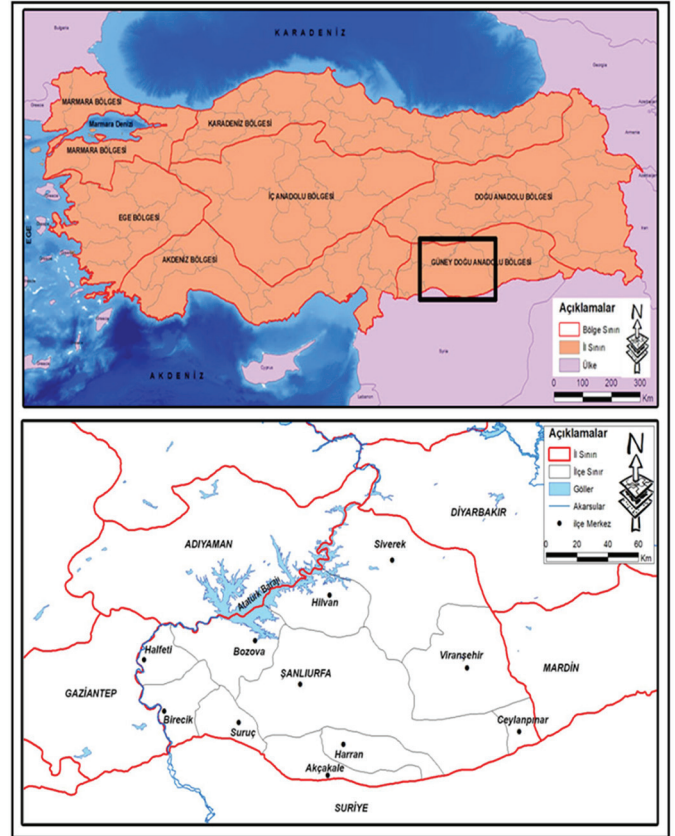 Bulgaria
KARADENİZ
Georgia
MARMARA BÖLGESİ
Marmara Denizi
KARADENİZ BÖLGESİ
Armenia
MARMARA BÖLGESİ
İÇ ANADOLU BÖLGESİ
DOĞU ANADOLU BÖLGESİ
EGE BÖLGESİ
EGE
AKDENİZ BÖLGESİ
GÜNEY DOĞU ANADOLU BÖLGESİ
Syria
Cyprus
Lebanon
AKDENİZ
Açıklamalar
N
Bölge Sınırı
İl Sınırı
Ülke
0 100 200 300
Km
Açıklamalar
N
İl Sınırı
İlçe Sınır
Göller
Akarsular
ilçe Merkez
0 20 40 60
Km
DİYARBAKIR
ADIYAMAN
Siverek
Atatürk Barajı
Hilvan
Halfeti
Bozova
Viranşehir
ŞANLIURFA
MARDİN
GAZİANTEP
Birecik
Suruç
Ceylanpınar
Harran
Akçakale
SURİYE